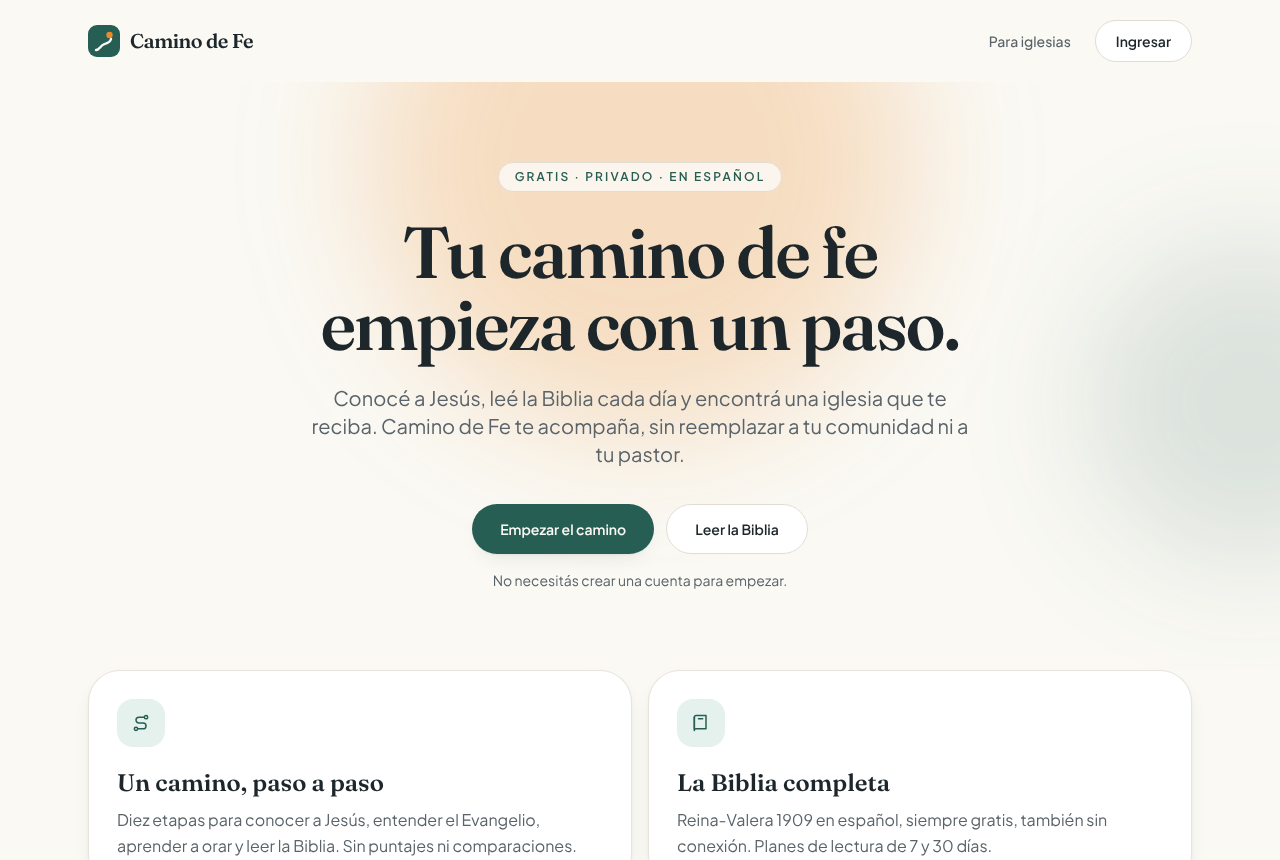 Camino de Fe
Para iglesias
Ingresar
GRATIS · PRIVADO · EN ESPAÑOL
Tu camino de fe
empieza con un paso.
Conocé a Jesús, leé la Biblia cada día y encontrá una iglesia que te
reciba. Camino de Fe te acompaña, sin reemplazar a tu comunidad ni a
tu pastor.
Empezar el camino
Leer la Biblia
No necesitás crear una cuenta para empezar.
Un camino, paso a paso
Diez etapas para conocer a Jesús, entender el Evangelio,
aprender a orar y leer la Biblia. Sin puntajes ni comparaciones.
La Biblia completa
Reina-Valera 1909 en español, siempre gratis, también sin
conexión. Planes de lectura de 7 y 30 días.